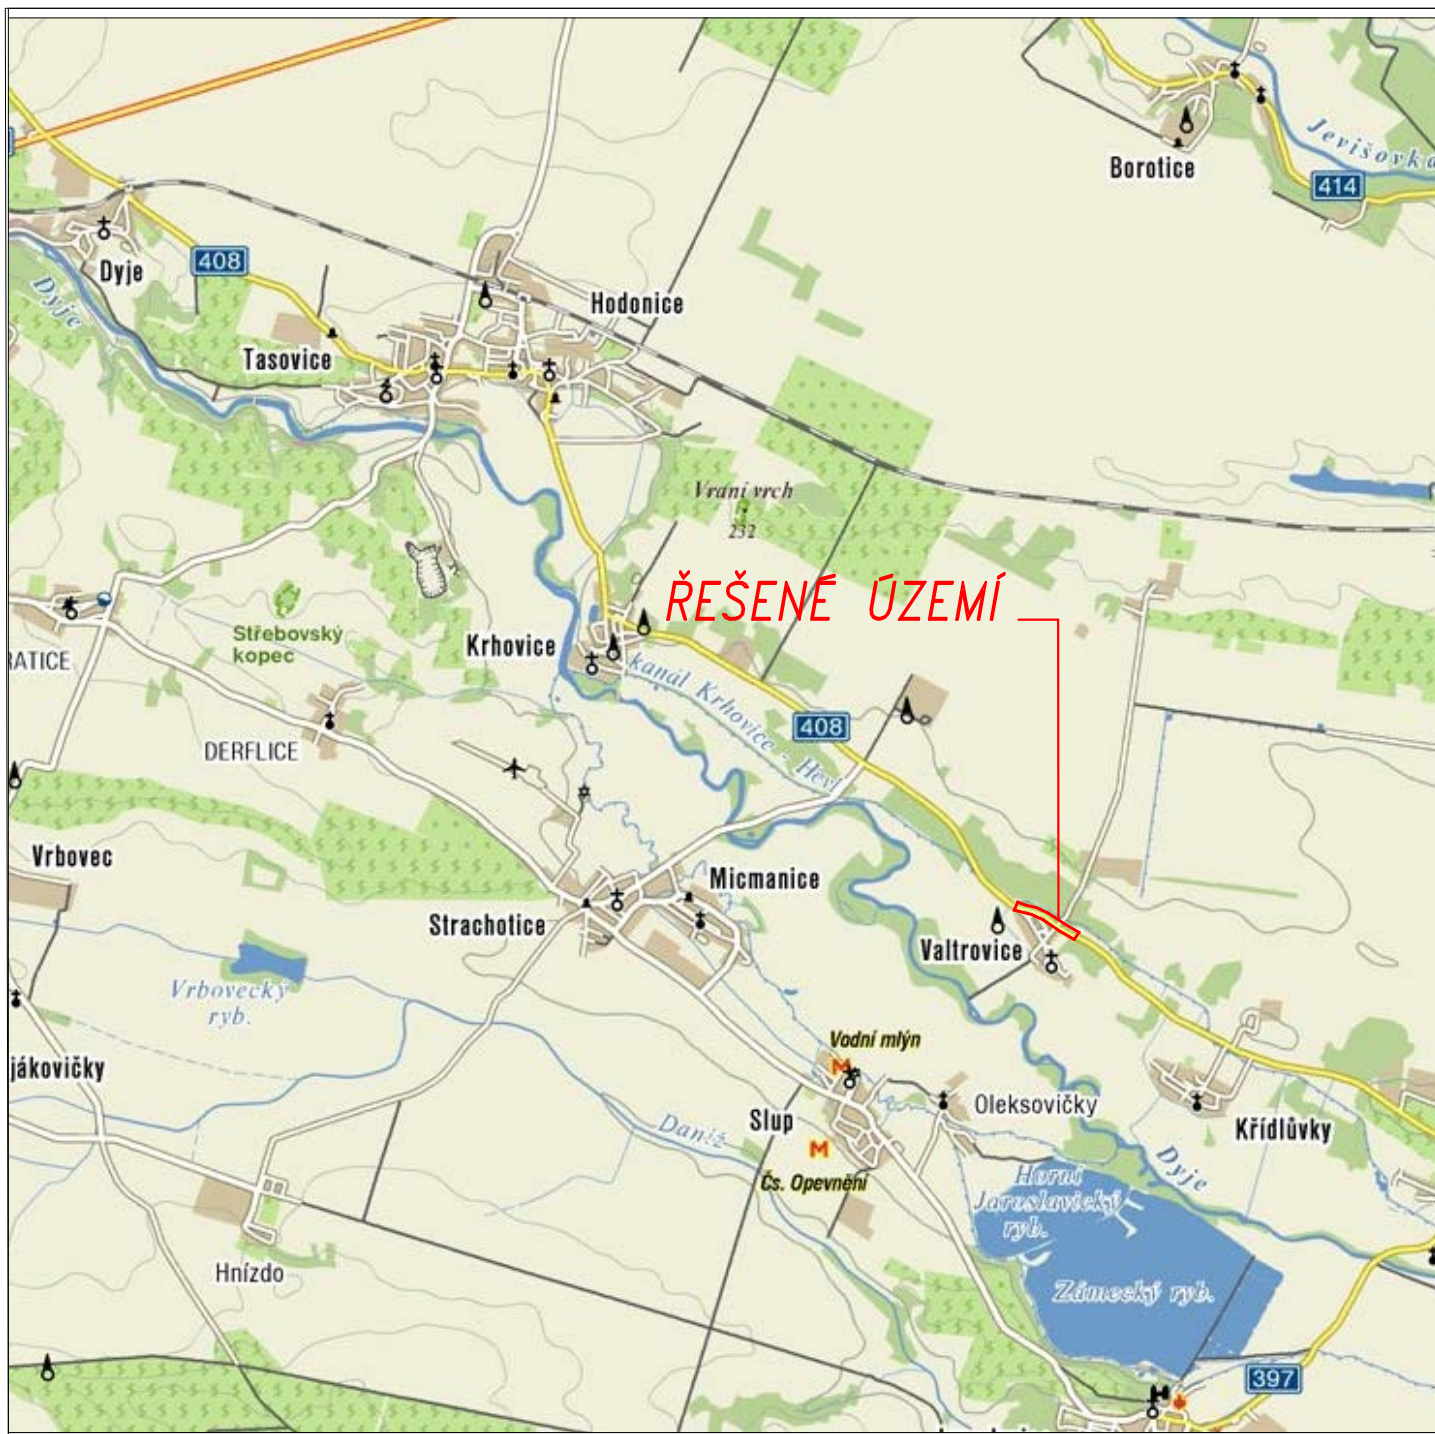 Jevišovka
Borotice
414
408
Dyje
Dyje
Hodonice
Tasovice
Vraní vrch
232
ŘEŠENÉ ÚZEMÍ
Střebovský
kopec
Krhovice
RATICE
kanál Krhovice - Hevl
408
DERFLICE
Vrbovec
Micmanice
Strachotice
Valtrovice
Vrbovecký
ryb.
Vodní mlýn
jákovičky
Slup
Oleksovičky
Daníž
Křídlůvky
Čs. Opevnění
Dyje
Horní
Jaroslavický
ryb.
Hnízdo
Zámecký ryb.
397